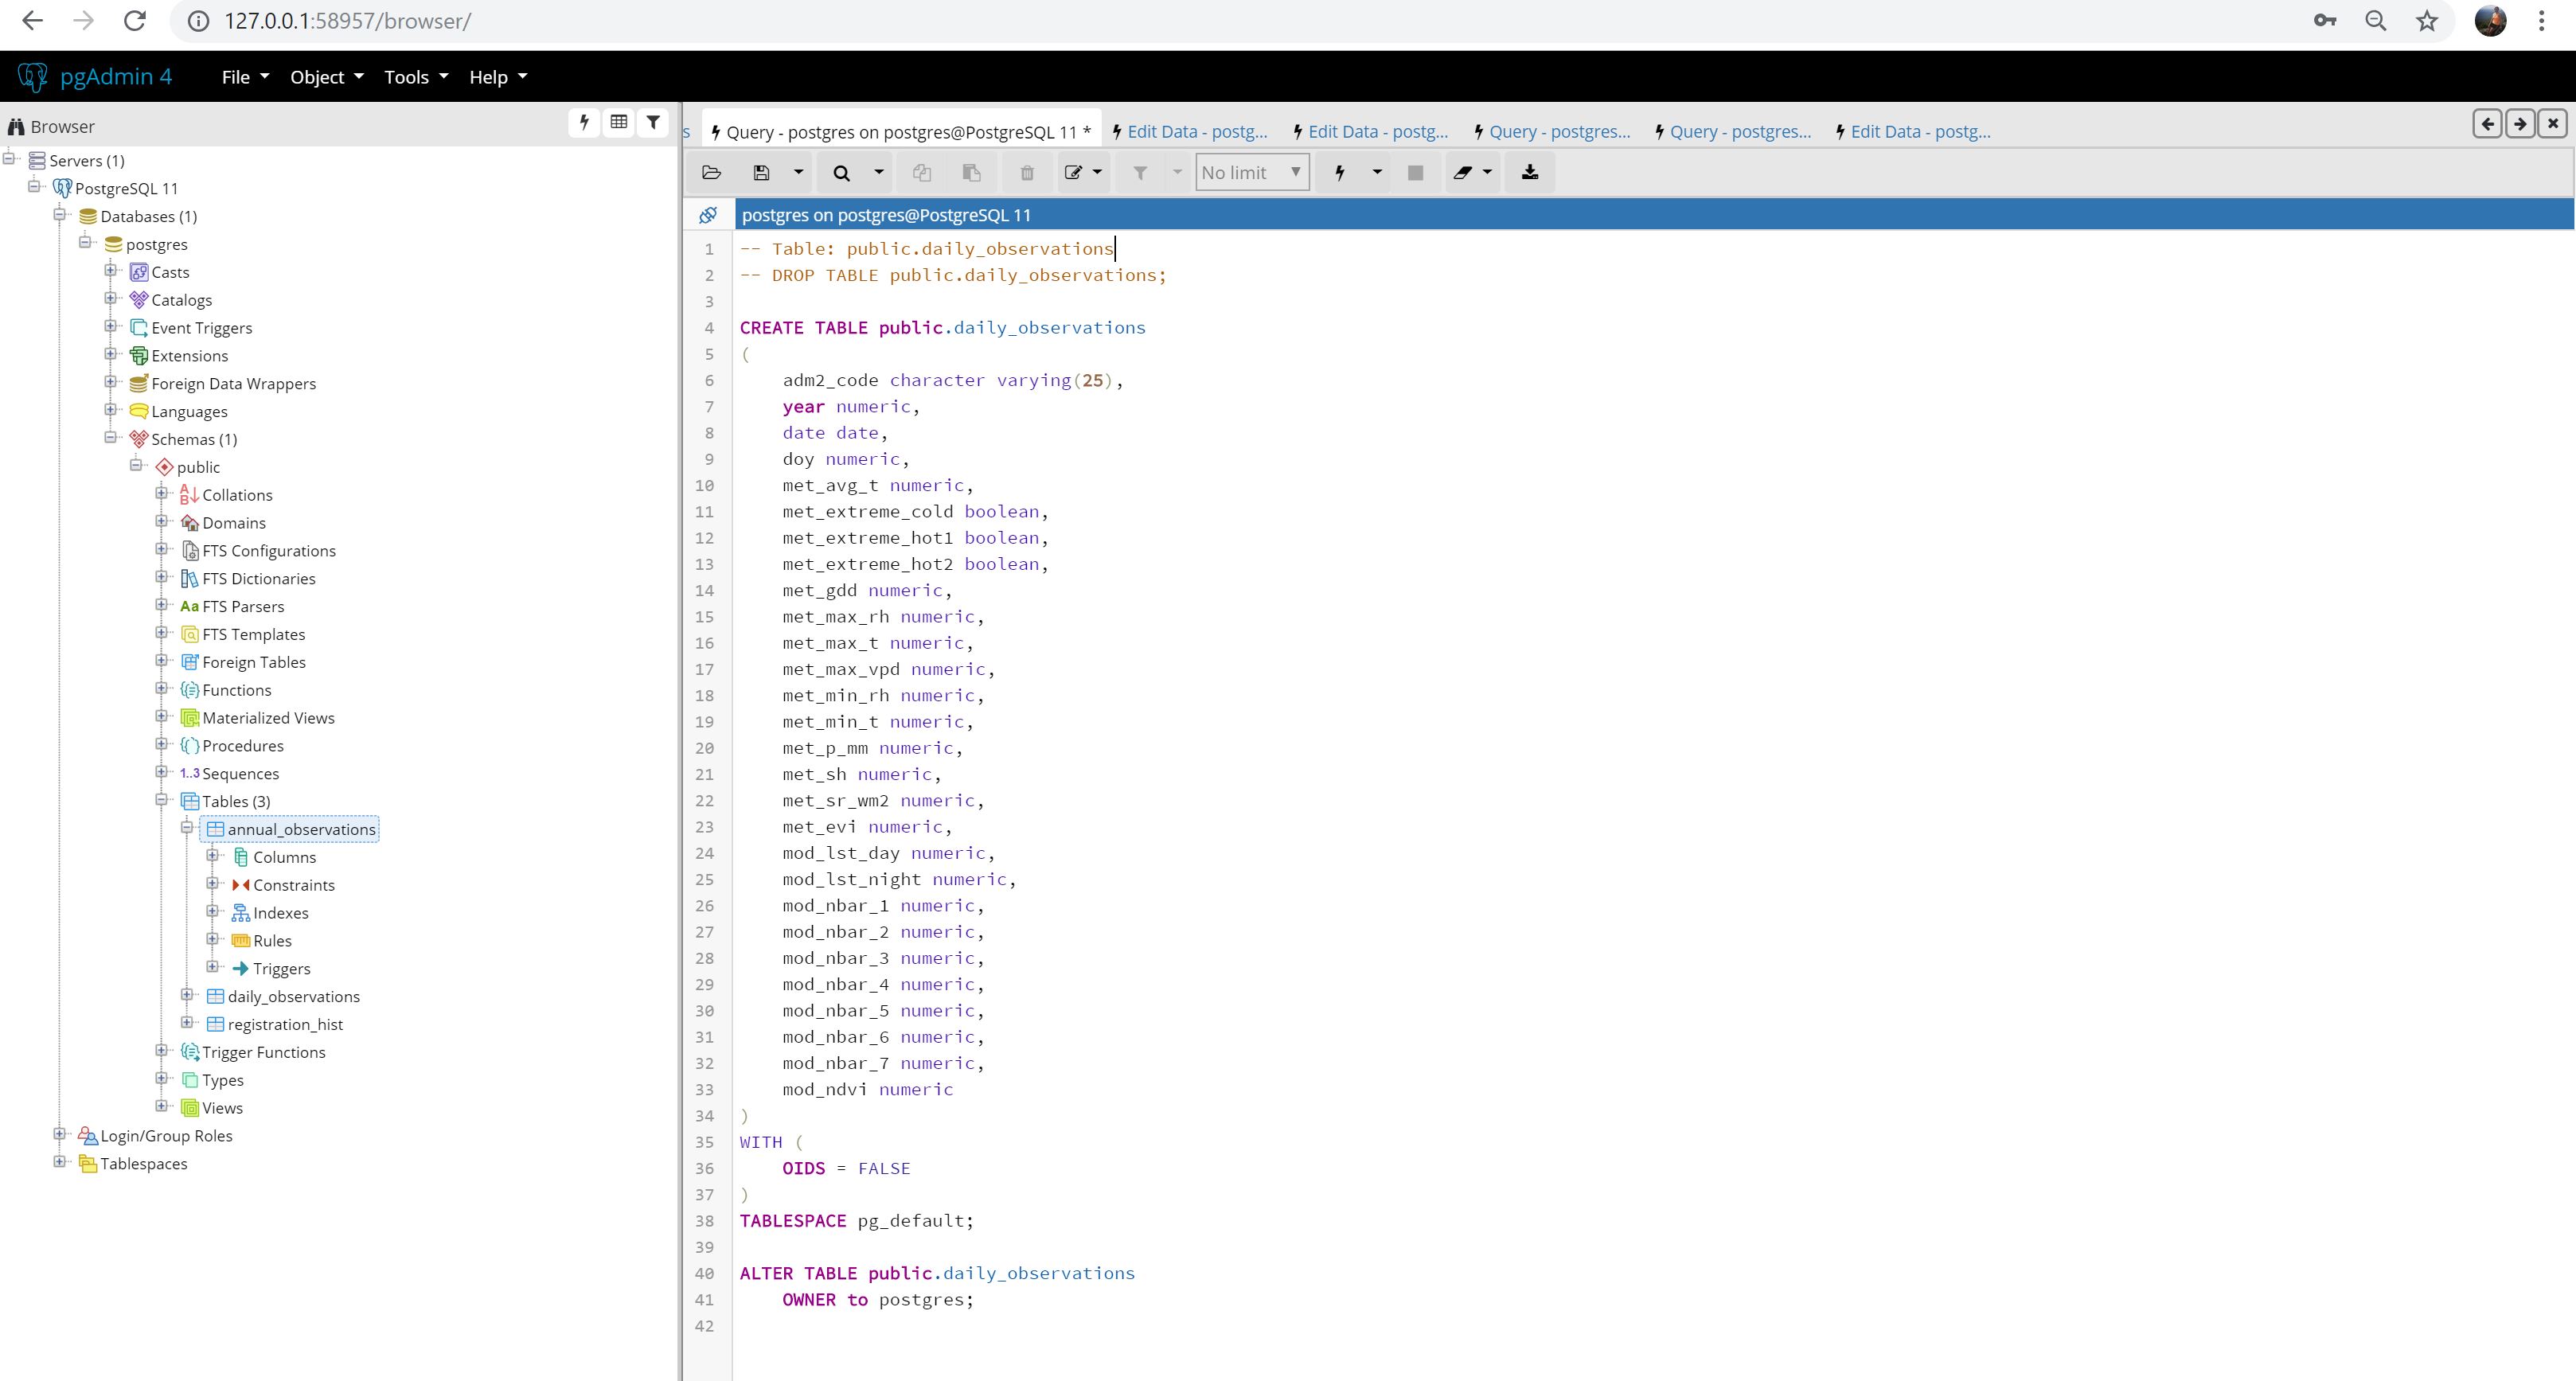 127.0.0.1:58957/browser/
pgAdmin 4 File Object Tools Help
Browser
Servers (1)
PostgreSQL 11
Databases (1)
postgres
Casts
Catalogs
Event Triggers
Extensions
Foreign Data Wrappers
Languages
Schemas (1)
public
Collations
Domains
FTS Configurations
FTS Dictionaries
Aa FTS Parsers
FTS Templates
Foreign Tables
Functions
Materialized Views
Procedures
1..3 Sequences
Tables (3)
annual_observations
Columns
Constraints
Indexes
Rules
Triggers
daily_observations
registration_hist
Trigger Functions
Types
Views
Login/Group Roles
Tablespaces
s Query - postgres on postgres@PostgreSQL 11 * Edit Data - postg... Edit Data - postg... Query - postgres... Query - postgres... Edit Data - postg...
No limit
postgres on postgres@PostgreSQL 11
1 -- Table: public.daily_observations
2 -- DROP TABLE public.daily_observations;
3
4 CREATE TABLE public.daily_observations
5 (
6 adm2_code character varying(25),
7 year numeric,
8 date date,
9 doy numeric,
10 met_avg_t numeric,
11 met_extreme_cold boolean,
12 met_extreme_hot1 boolean,
13 met_extreme_hot2 boolean,
14 met_gdd numeric,
15 met_max_rh numeric,
16 met_max_t numeric,
17 met_max_vpd numeric,
18 met_min_rh numeric,
19 met_min_t numeric,
20 met_p_mm numeric,
21 met_sh numeric,
22 met_sr_wm2 numeric,
23 met_evi numeric,
24 mod_lst_day numeric,
25 mod_lst_night numeric,
26 mod_nbar_1 numeric,
27 mod_nbar_2 numeric,
28 mod_nbar_3 numeric,
29 mod_nbar_4 numeric,
30 mod_nbar_5 numeric,
31 mod_nbar_6 numeric,
32 mod_nbar_7 numeric,
33 mod_ndvi numeric
34 )
35 WITH (
36 OIDS = FALSE
37 )
38 TABLESPACE pg_default;
39
40 ALTER TABLE public.daily_observations
41 OWNER to postgres;
42